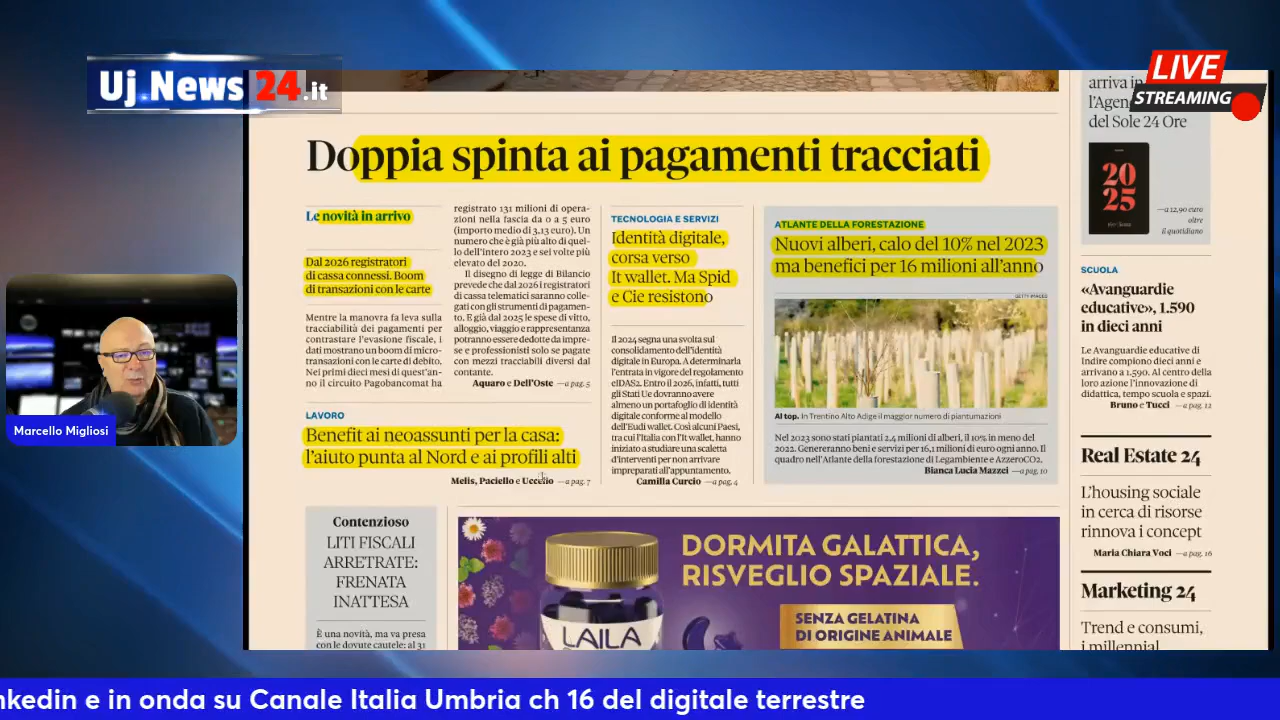 Uj.News 24.it
LIVE
STREAMING
arriva in
del Sole 24 Ore
2025
—a 12,90 euro
oltre
il quotidiano
Doppia spinta ai pagamenti tracciati
Le novità in arrivo
Dal 2026 registratori
di cassa connessi. Boom
di transazioni con le carte
Mentre la manovra fa leva sulla
tracciabilità dei pagamenti per
contrastare l'evasione fiscale, i
dati mostrano un boom di micro-
transazioni con le carte di debito.
Nei primi dieci mesi di quest'an-
no il circuito Pagobancomat ha
registrato 131 milioni di opera-
zioni nella fascia da 0 a 5 euro
(importo medio di 3,13 euro). Un
numero che è già più alto di quel-
lo dell'intero 2023 e sei volte più
elevato del 2020.
Il disegno di legge di Bilancio
prevede che dal 2026 i registratori
di cassa telematici saranno colle-
gati con gli strumenti di pagamen-
to. E già dal 2025 le spese di vitto,
alloggio, viaggio e rappresentanza
potranno essere dedotte da impre-
se e professionisti solo se pagate
con mezzi tracciabili diversi dal
contante.
Aquaro e Dell'Oste —a pag. 5
LAVORO
Benefit ai neoassunti per la casa:
l'aiuto punta al Nord e ai profili alti
Melis, Paciello e Uccello —a pag. 7
TECNOLOGIA E SERVIZI
Identità digitale,
corsa verso
It wallet. Ma Spid
e Cie resistono
Il 2024 segna una svolta sul
consolidamento dell'identità
digitale in Europa. A determinarla
l'entrata in vigore del regolamento
eIDAS2. Entro il 2026, infatti, tutti
gli Stati Ue dovranno avere
almeno un portafoglio di identità
digitale conforme al modello
dell'Eudi wallet. Così alcuni Paesi,
tra cui l'Italia con l'It wallet, hanno
iniziato a studiare una scaletta
d'interventi per non arrivare
impreparati all'appuntamento.
Camilla Curcio —a pag. 4
ATLANTE DELLA FORESTAZIONE
Nuovi alberi, calo del 10% nel 2023
ma benefici per 16 milioni all'anno
GETTY IMAGES
Al top. In Trentino Alto Adige il maggior numero di piantumazioni
Nel 2023 sono stati piantati 2,4 milioni di alberi, il 10% in meno del
2022. Genereranno beni e servizi per 16,1 milioni di euro ogni anno. Il
quadro nell'Atlante della forestazione di Legambiente e AzzeroCO2.
Bianca Lucia Mazzei —a pag. 10
SCUOLA
«Avanguardie
educative», 1.590
in dieci anni
Le Avanguardie educative di
Indire compiono dieci anni e
arrivano a 1.590. Al centro della
loro azione l'innovazione di
didattica, tempo scuola e spazi.
Bruno e Tucci —a pag. 12
Real Estate 24
L'housing sociale
in cerca di risorse
rinnova i concept
Maria Chiara Voci —a pag. 16
Marketing 24
Trend e consumi,
i millennial
Contenzioso
LITI FISCALI
ARRETRATE:
FRENATA
INATTESA
È una novità, ma va presa
con le dovute cautele: al 31
DORMITA GALATTICA,
RISVEGLIO SPAZIALE.
SENZA GELATINA
DI ORIGINE ANIMALE
LAILA
Marcello Migliosi
nkedin e in onda su Canale Italia Umbria ch 16 del digitale terrestre